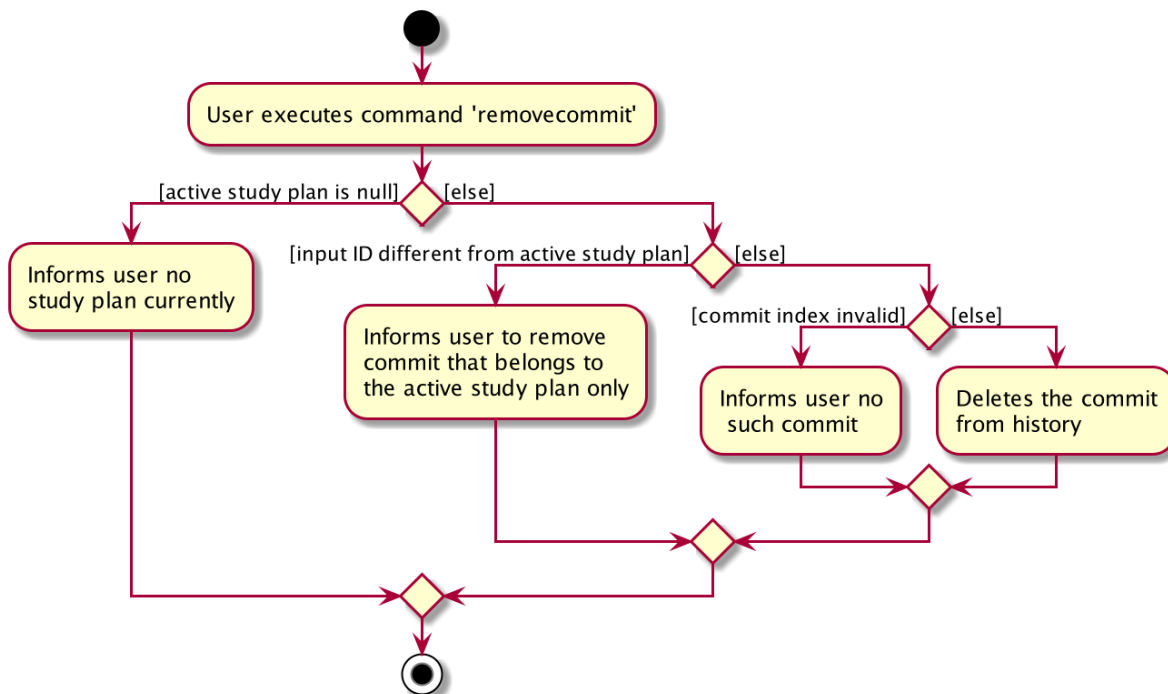 User executes command 'removecommit'
[active study plan is null]
[else]
Informs user no
study plan currently
[input ID different from active study plan]
[else]
Informs user to remove
commit that belongs to
the active study plan only
[commit index invalid]
[else]
Informs user no
such commit
Deletes the commit
from history